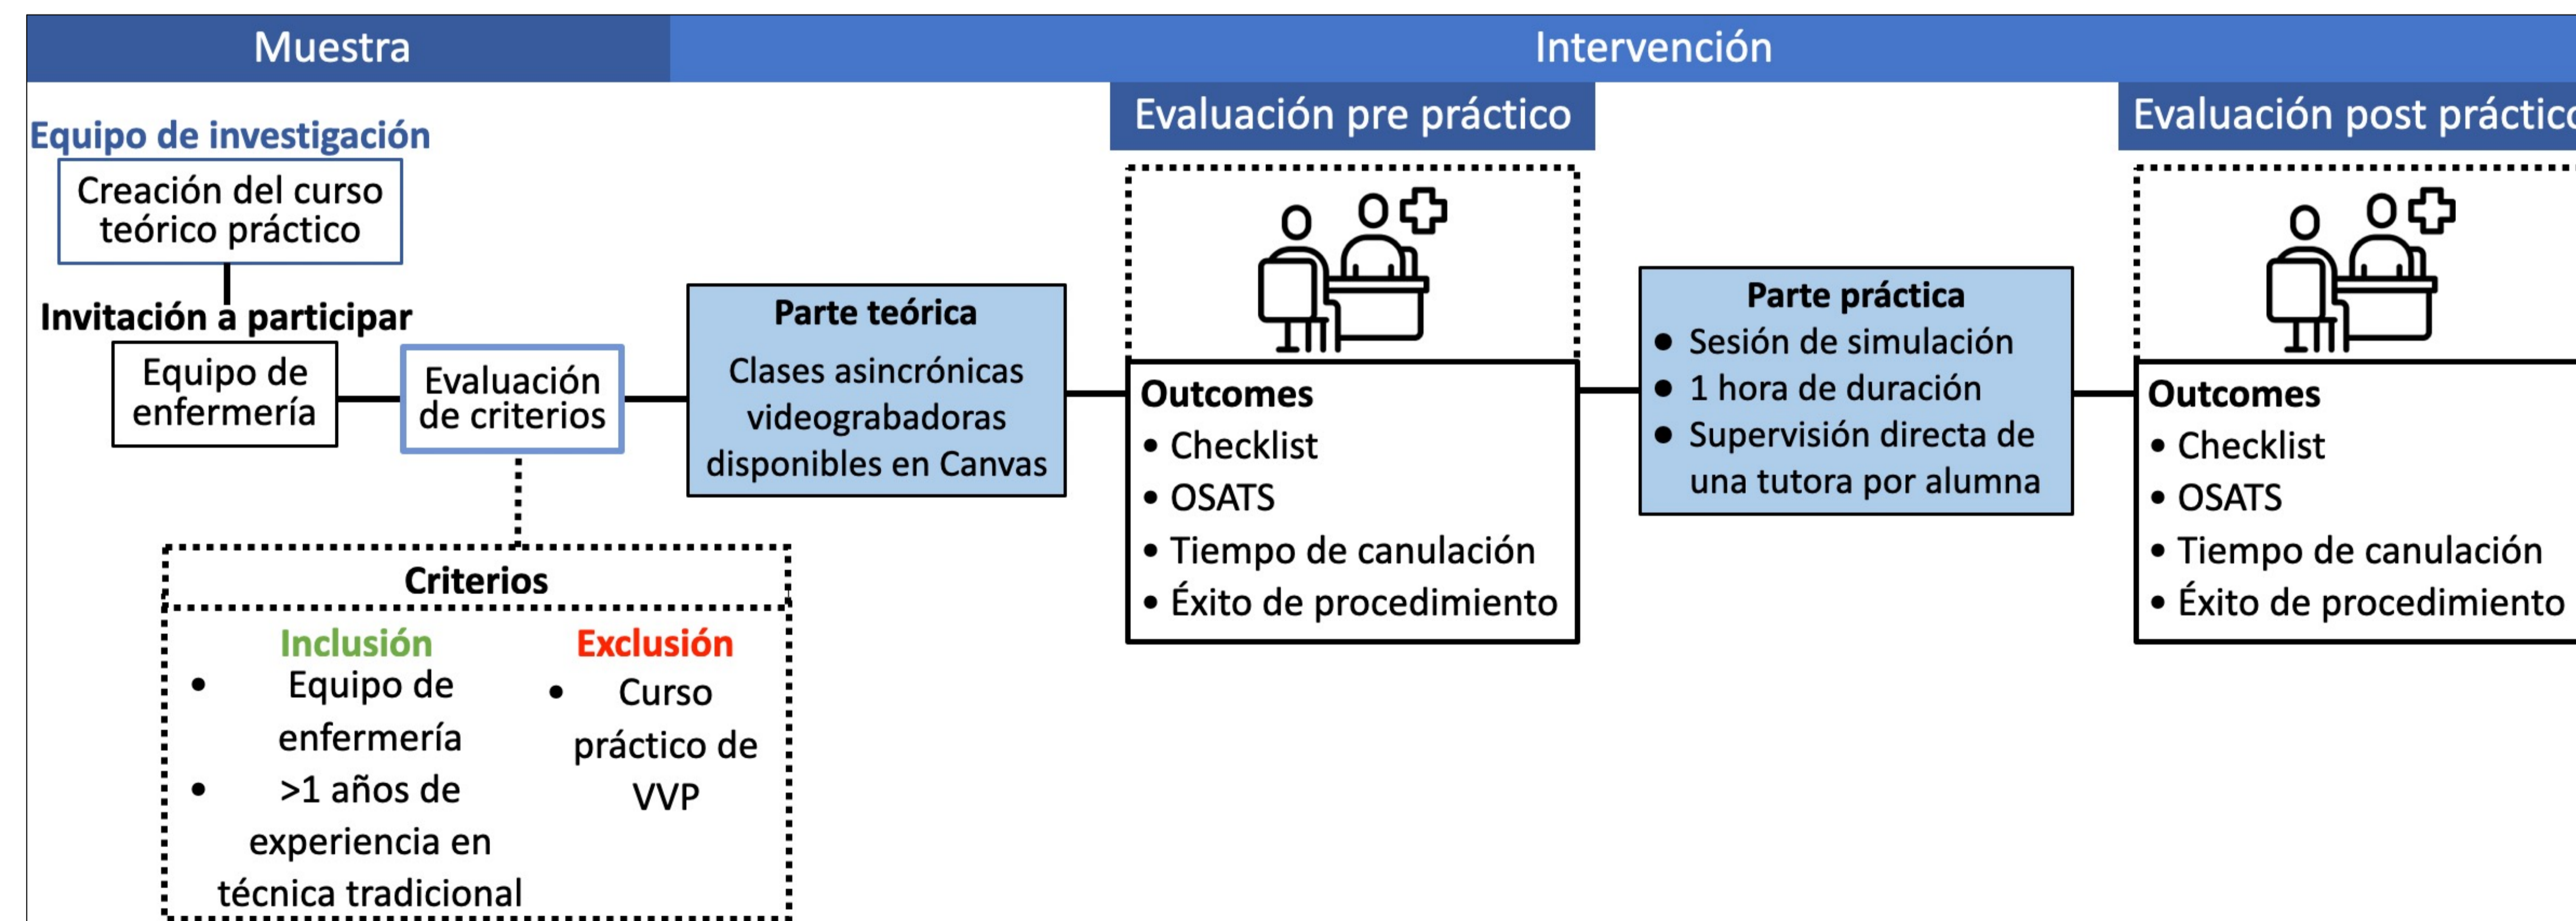 Muestra
Intervención
Equipo de investigación
Creación del curso
teórico práctico
Invitación a participar
Equipo de
enfermería
Evaluación
de criterios
Criterios
Inclusión
• Equipo de
enfermería
• >1 años de
experiencia en
técnica tradicional
Exclusión
• Curso
práctico de
VVP
Parte teórica
Clases asincrónicas
videograbadoras
disponibles en Canvas
Evaluación pre práctico
Outcomes
• Checklist
• OSATS
• Tiempo de canulación
• Éxito de procedimiento
Parte práctica
• Sesión de simulación
• 1 hora de duración
• Supervisión directa de
una tutora por alumna
Evaluación post práctico
Outcomes
• Checklist
• OSATS
• Tiempo de canulación
• Éxito de procedimiento